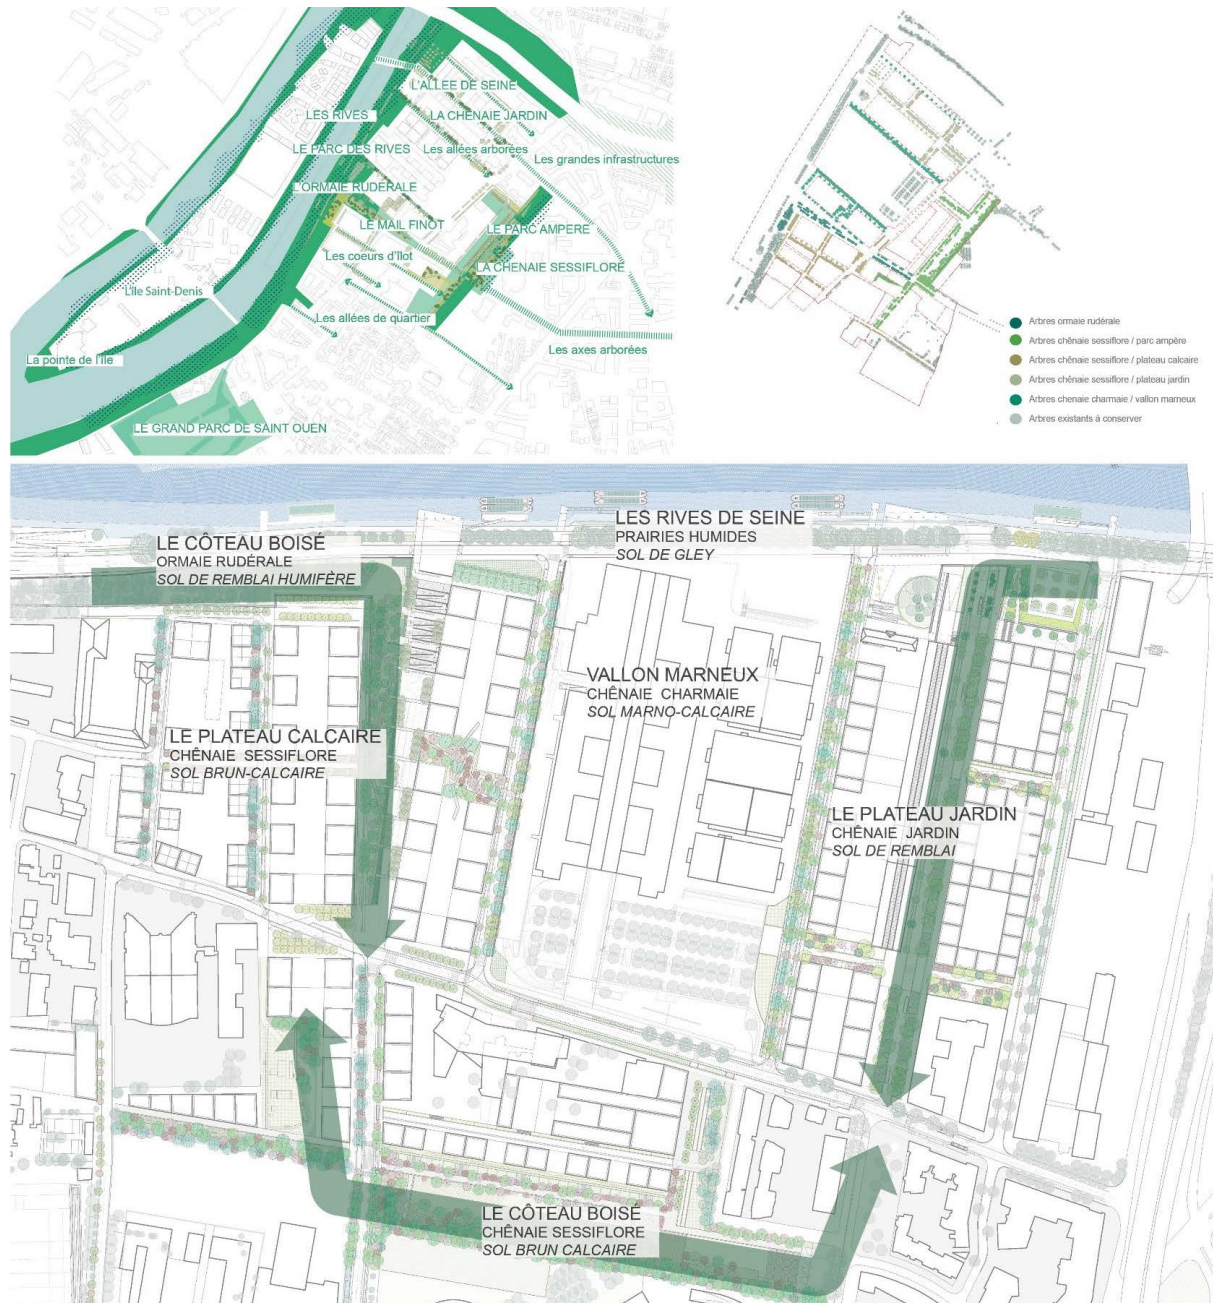 L'ALLEE DE SEINE
LES RIVES
LA CHENAIE JARDIN
LE PARC DES RIVES
Les allées arborées
Les grandes infrastructures
L'ORMAIE RUDERALE
LE MAIL FINOT
LE PARC AMPERE
Les coeurs d'îlot
LA CHENAIE SESSIFLORE
L'île Saint-Denis
Les allées de quartier
Les axes arborées
La pointe de l'île
LE GRAND PARC DE SAINT OUEN
Arbres ormaie rudérale
Arbres chênaie sessiflore / parc ampère
Arbres chênaie sessiflore / plateau calcaire
Arbres chênaie sessiflore / plateau jardin
Arbres chenaie charmaie / vallon marneux
Arbres existants à conserver
LES RIVES DE SEINE
PRAIRIES HUMIDES
SOL DE GLEY
LE CÔTEAU BOISÉ
ORMAIE RUDÉRALE
SOL DE REMBLAI HUMIFÈRE
VALLON MARNEUX
CHÊNAIE CHARMAIE
SOL MARNO-CALCAIRE
LE PLATEAU CALCAIRE
CHÊNAIE SESSIFLORE
SOL BRUN-CALCAIRE
LE PLATEAU JARDIN
CHÊNAIE JARDIN
SOL DE REMBLAI
LE CÔTEAU BOISÉ
CHÊNAIE SESSIFLORE
SOL BRUN CALCAIRE